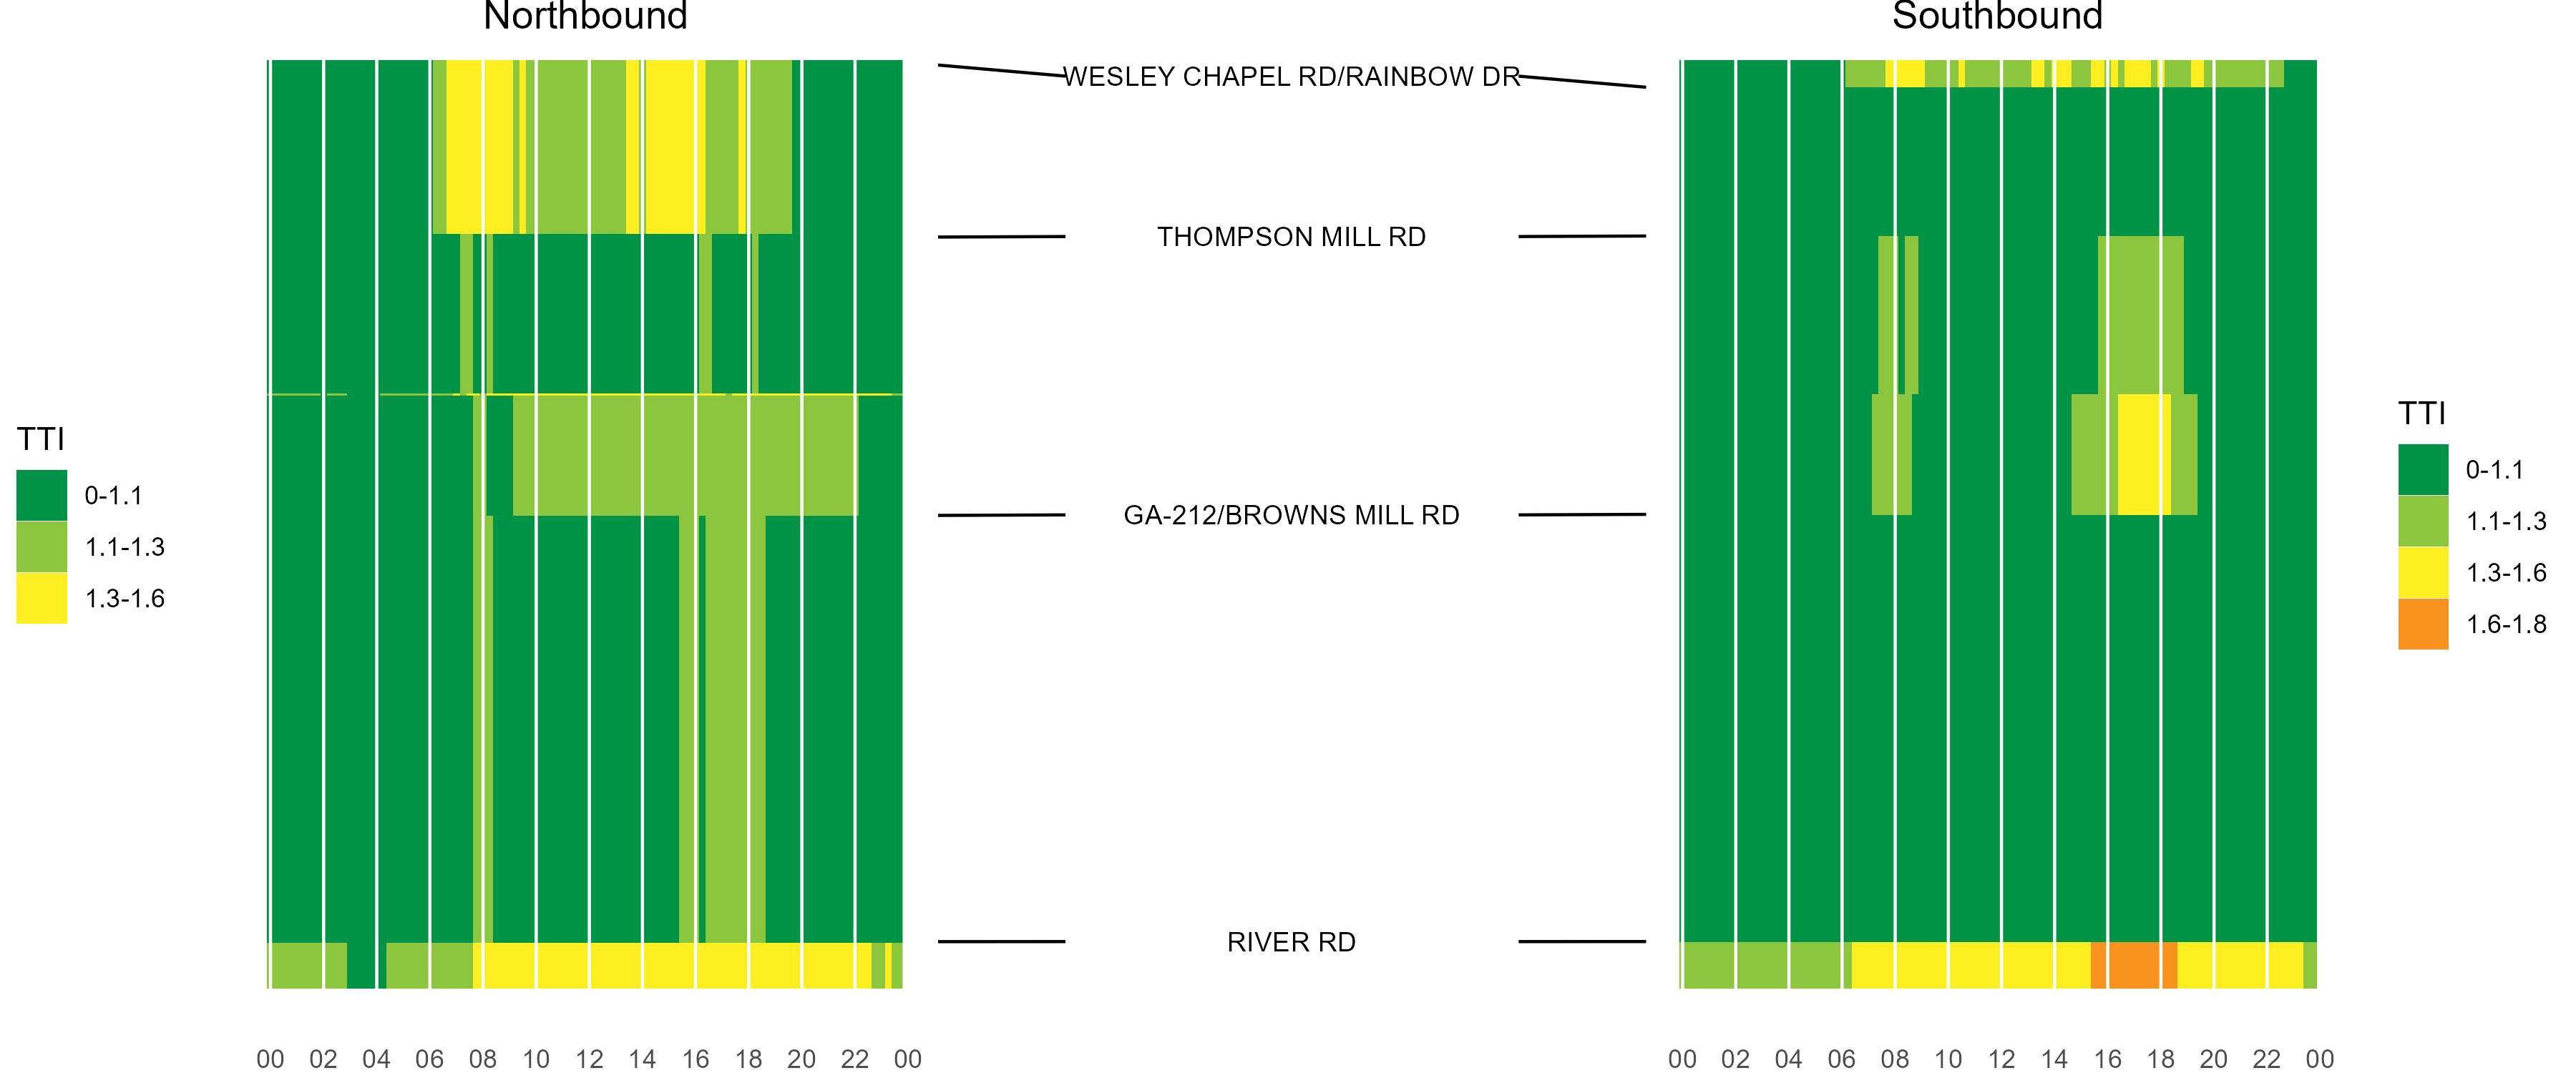 Northbound
Southbound
WESLEY CHAPEL RD/RAINBOW DR
THOMPSON MILL RD
GA-212/BROWNS MILL RD
RIVER RD
TTI
0-1.1
1.1-1.3
1.3-1.6
TTI
0-1.1
1.1-1.3
1.3-1.6
1.6-1.8
00 02 04 06 08 10 12 14 16 18 20 22 00
00 02 04 06 08 10 12 14 16 18 20 22 00